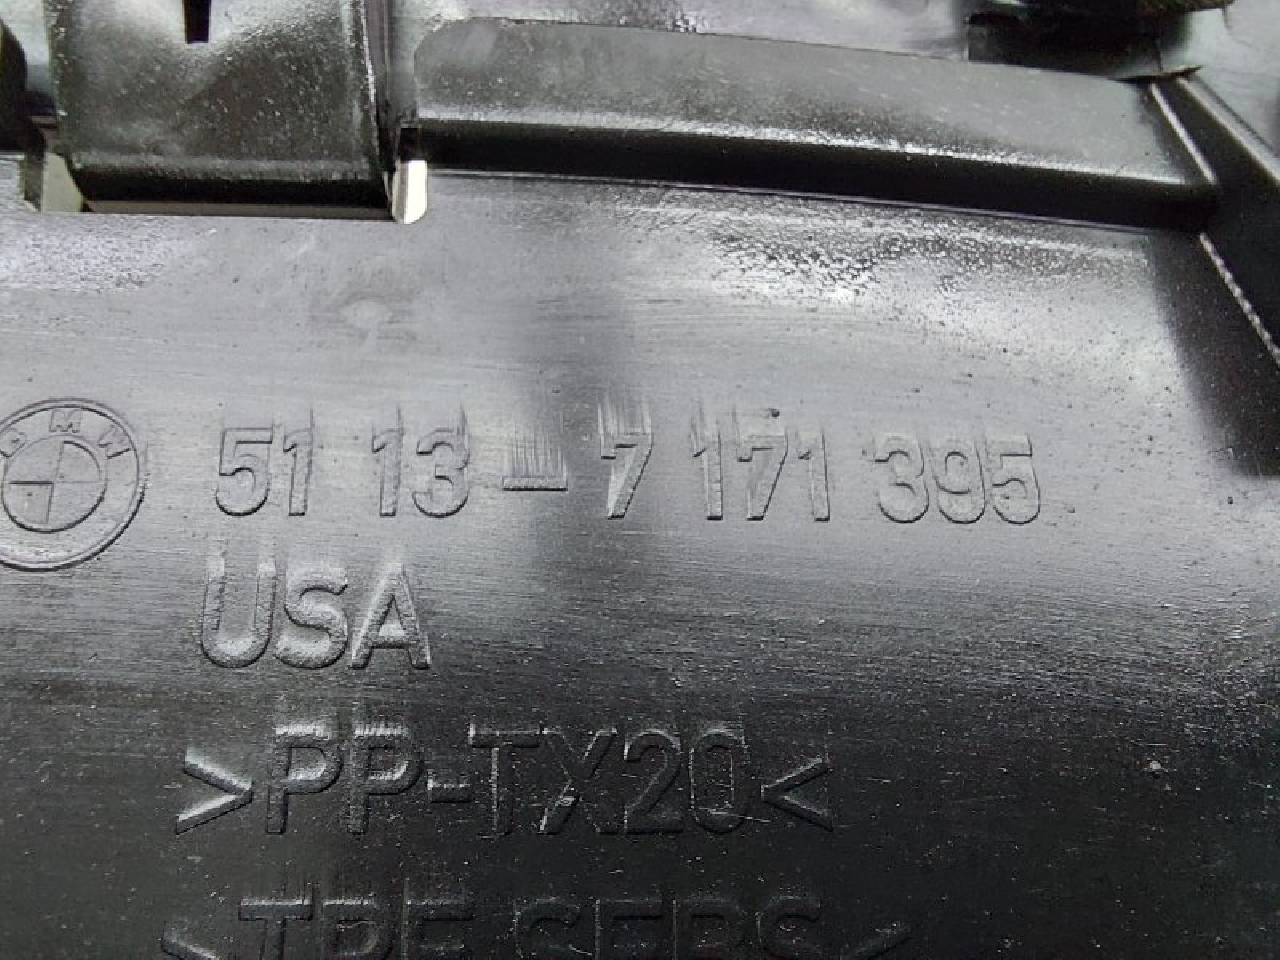 BMW
51 13 - 7 171 395
USA
>PP-TX20<